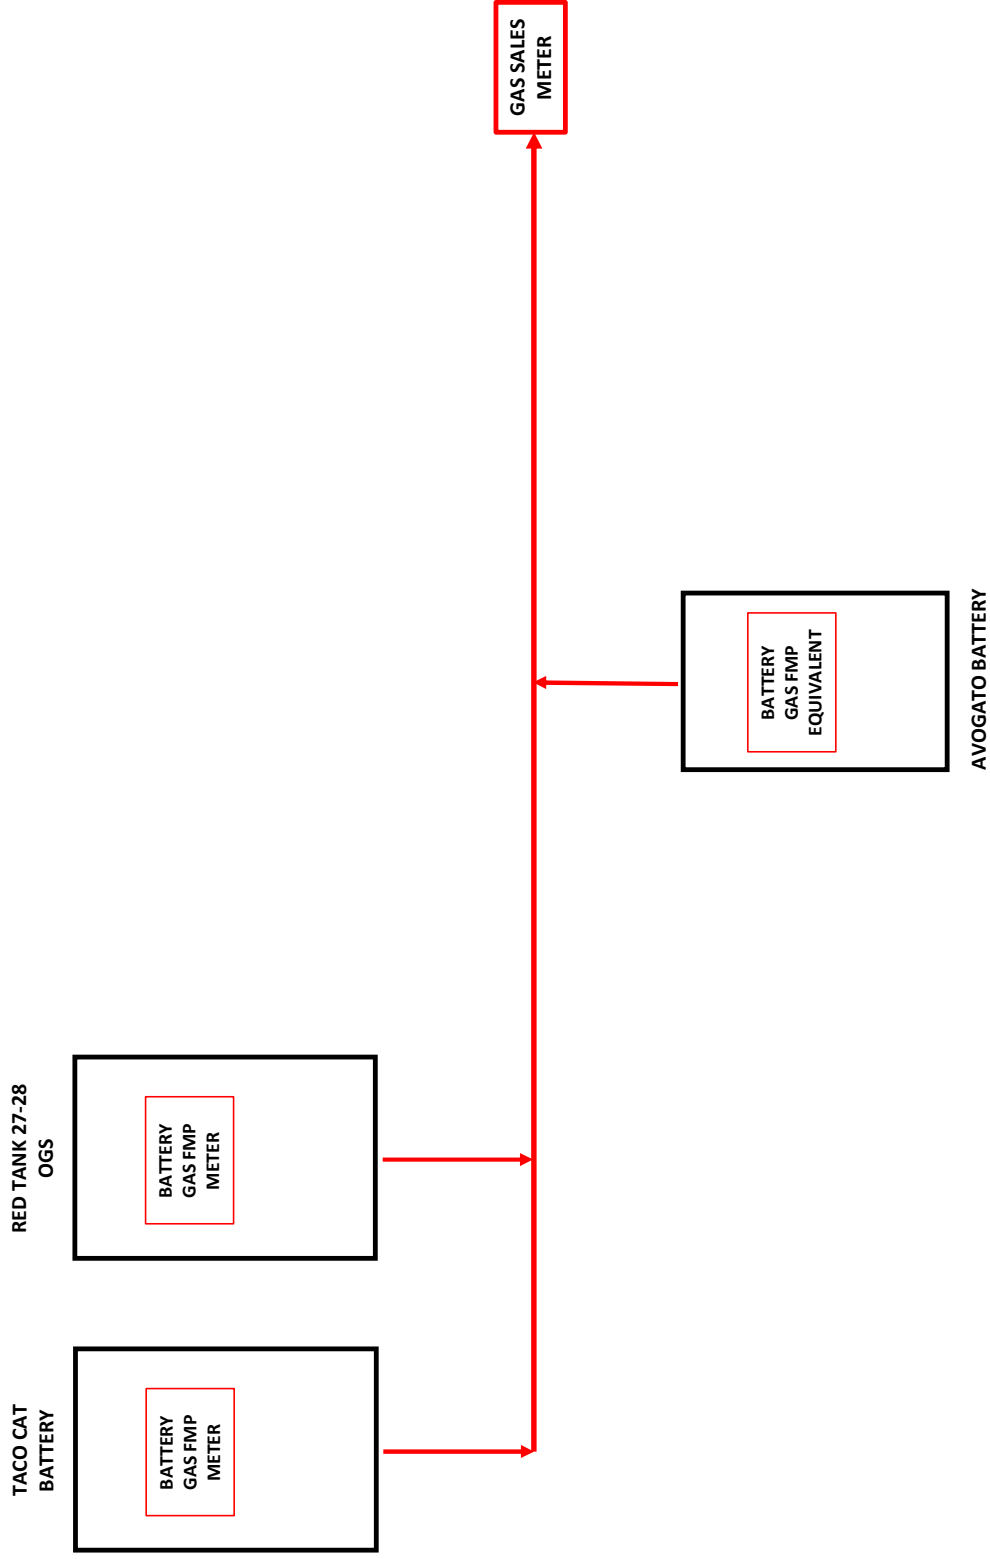 TACO CAT
BATTERY
BATTERY
GAS FMP
METER
RED TANK 27-28
OGS
BATTERY
GAS FMP
METER
BATTERY
GAS FMP
EQUIVALENT
AVOGATO BATTERY
GAS SALES
METER